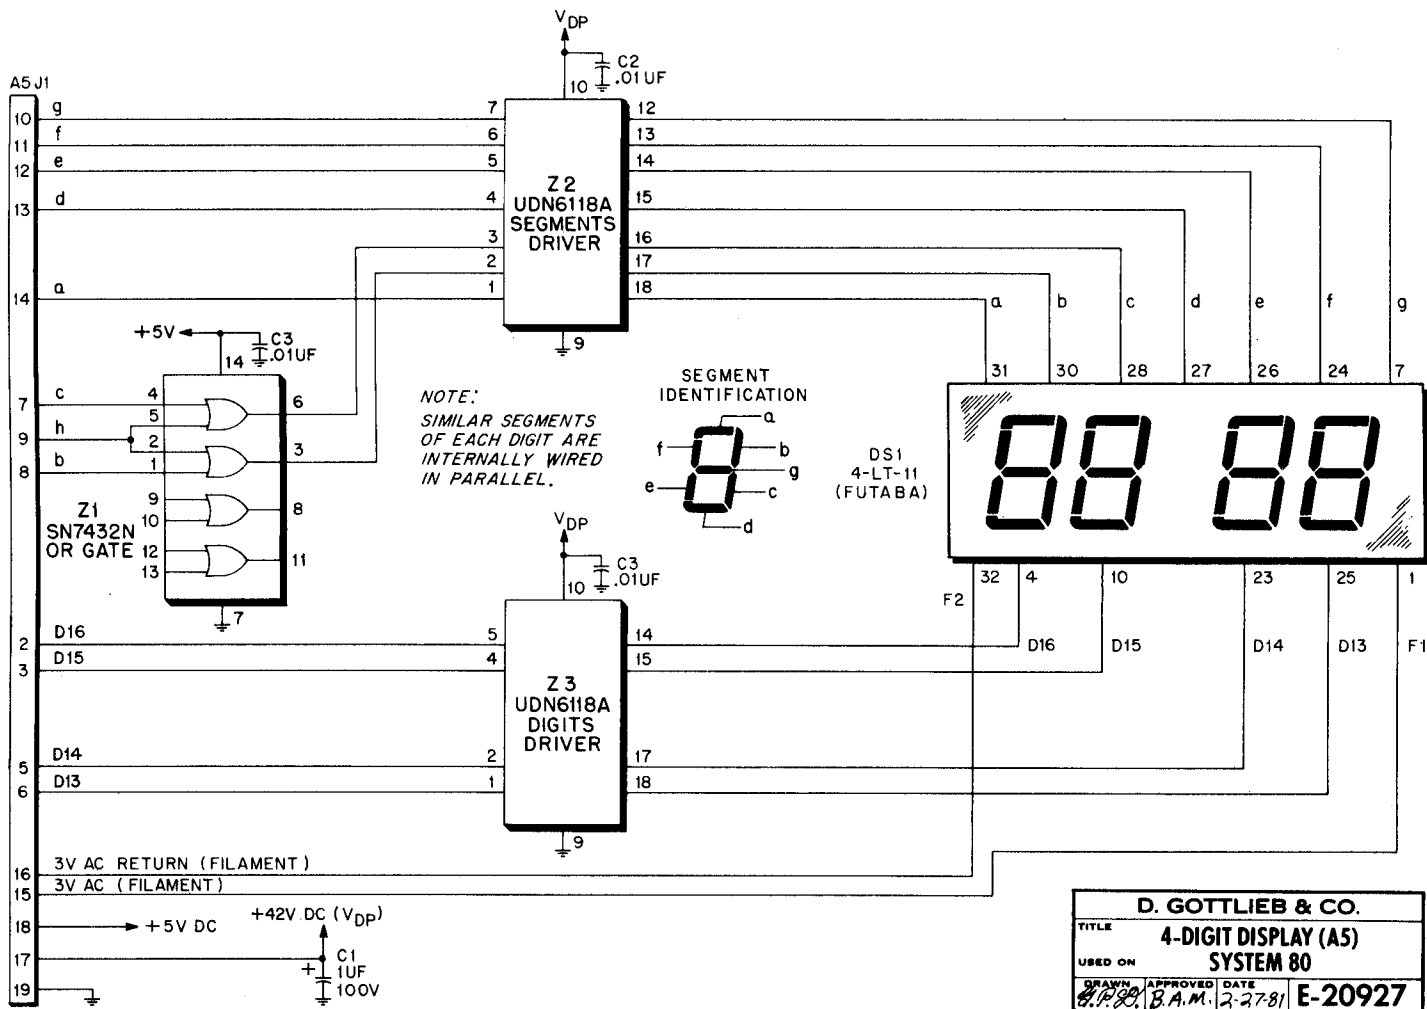 V DP
C2
.01UF
10
A5J1
10 g 7 12
11 f 6 13
12 e 5 14
13 d 4 15
3 16
2 17
14 a 1 18
Z2
UDN6118A
SEGMENTS
DRIVER
9
a b c d e f g
31 30 28 27 26 24 7
+5V
C3
.01UF
14
7 c 4 6
5
9 h 2 3
8 b 1
9 8
10
12 11
13
Z1
SN7432N
OR GATE
7
NOTE:
SIMILAR SEGMENTS
OF EACH DIGIT ARE
INTERNALLY WIRED
IN PARALLEL.
SEGMENT
IDENTIFICATION
a
f b
g
e c
d
DS1
4-LT-11
(FUTABA)
88 88
32 4 10 23 25 1
F2 D16 D15 D14 D13 F1
VDP
C3
.01UF
10
2 D16 5 14
3 D15 4 15
Z3
UDN6118A
DIGITS
DRIVER
5 D14 2 17
6 D13 1 18
9
16 3V AC RETURN (FILAMENT)
15 3V AC (FILAMENT)
18 +5V DC
+42V DC (VDP)
17
+ C1
1UF
100V
19
D. GOTTLIEB & CO.
TITLE 4-DIGIT DISPLAY (A5)
USED ON SYSTEM 80
DRAWN APPROVED B.A.M. DATE 2-27-81 E-20927